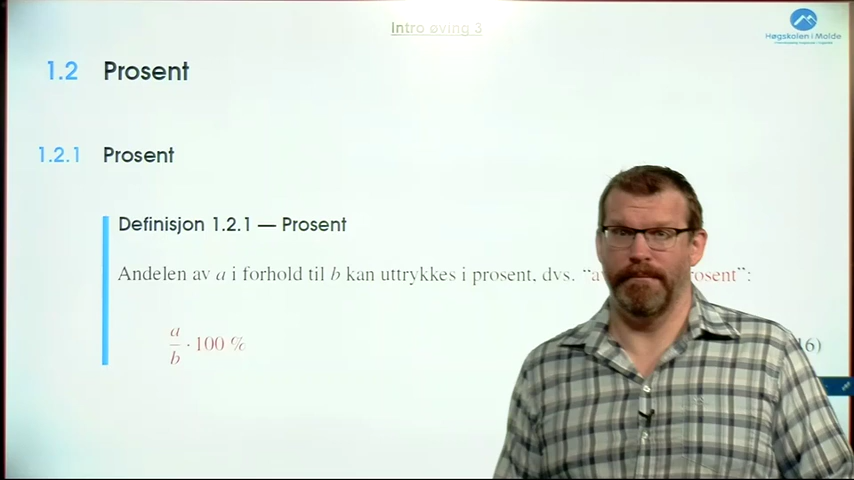 Intro øving 3
Høgskolen i Molde
1.2 Prosent
1.2.1 Prosent
Definisjon 1.2.1 — Prosent
Andelen av a i forhold til b kan uttrykkes i prosent, dvs. “a rosent”:
a
b · 100 %
16)